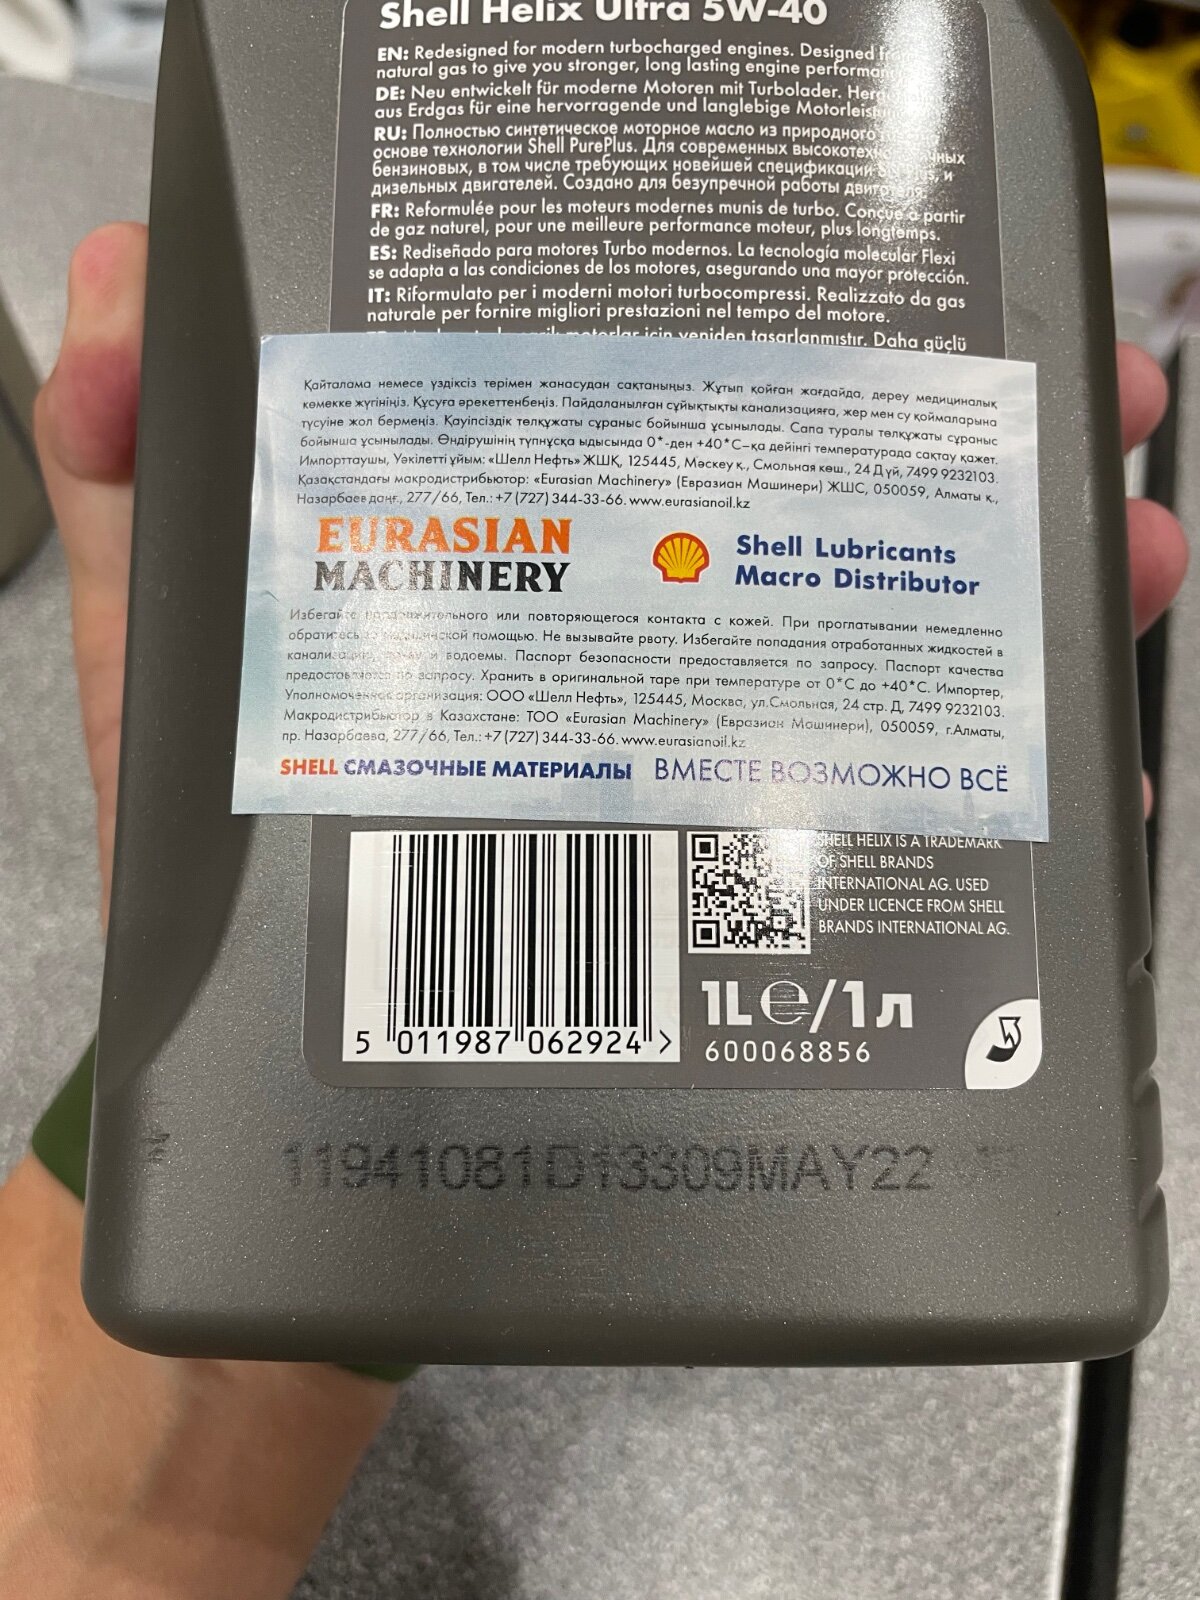 Shell Helix Ultra 5W-40
EN: Redesigned for modern turbocharged engines. Designed
natural gas to give you stronger, long lasting engine
DE: Neu entwickelt für moderne Motoren mit Turbolader.
aus Erdgas für eine hervorragende und langlebige
RU: Полностью синтетическое моторное масло из природного
основе технологии Shell PurePlus. Для современных
бензиновых, в том числе требующих новейшей спецификации и
дизельных двигателей. Создано для безупречной работы
FR: Reformulée pour les moteurs modernes munis de turbo. Conçue à partir
de gaz naturel, pour une meilleure performance moteur, plus longtemps.
ES: Rediseñado para motores Turbo modernos. La tecnología molecular Flexi
se adapta a las condiciones de los motores, asegurando una mayor protección.
IT: Riformulato per i moderni motori turbocompressi. Realizzato da gas
naturale per fornire migliori prestazioni nel tempo del motore.
motorlar için yeniden tasarlanmıştır. Daha güçlü
Қайталама немесе үздіксіз терімен жанасудан сақтаныңыз. Жұтып қойған жағдайда, дереу медициналық
көмекке жүгініңіз. Құсуға әрекеттенбеңіз. Пайдаланылған сұйықтықты канализацияға, жер мен су қоймаларына
түсуіне жол бермеңіз. Қауіпсіздік төлқұжаты сұраныс бойынша ұсынылады. Сапа туралы төлқұжаты сұраныс
бойынша ұсынылады. Өндірушінің түпнұсқа ыдысында 0*-ден +40*С–қа дейінгі температурада сақтау қажет.
Импорттаушы, Уәкілетті ұйым: «Шелл Нефть» ЖШҚ, 125445, Мәскеу қ., Смольная көш., 24 Д үй, 7499 9232103.
Қазақстандағы макродистрибьютор: «Eurasian Machinery» (Евразиан Машинери) ЖШС, 050059, Алматы қ.,
Назарбаев даңғ., 277/66, Тел.: +7 (727) 344-33-66. www.eurasianoil.kz
EURASIAN
MACHINERY
Shell Lubricants
Macro Distributor
Избегайте продолжительного или повторяющегося контакта с кожей. При проглатывании немедленно
обратитесь за медицинской помощью. Не вызывайте рвоту. Избегайте попадания отработанных жидкостей в
канализацию, почву и водоемы. Паспорт безопасности предоставляется по запросу. Паспорт качества
предоставляется по запросу. Хранить в оригинальной таре при температуре от 0*С до +40*С. Импортер,
Уполномоченная организация: ООО «Шелл Нефть», 125445, Москва, ул.Смольная, 24 стр. Д, 7499 9232103.
Макродистрибьютор в Казахстане: ТОО «Eurasian Machinery» (Евразиан Машинери), 050059, г.Алматы,
пр. Назарбаева, 277/66, Тел.: +7 (727) 344-33-66. www.eurasianoil.kz
SHELL СМАЗОЧНЫЕ МАТЕРИАЛЫ ВМЕСТЕ ВОЗМОЖНО ВСЁ
SHELL HELIX IS A TRADEMARK
OF SHELL BRANDS
INTERNATIONAL AG. USED
UNDER LICENCE FROM SHELL
BRANDS INTERNATIONAL AG.
1L℮/1л
600068856
5 011987 062924 >
11941081D13309MAY22